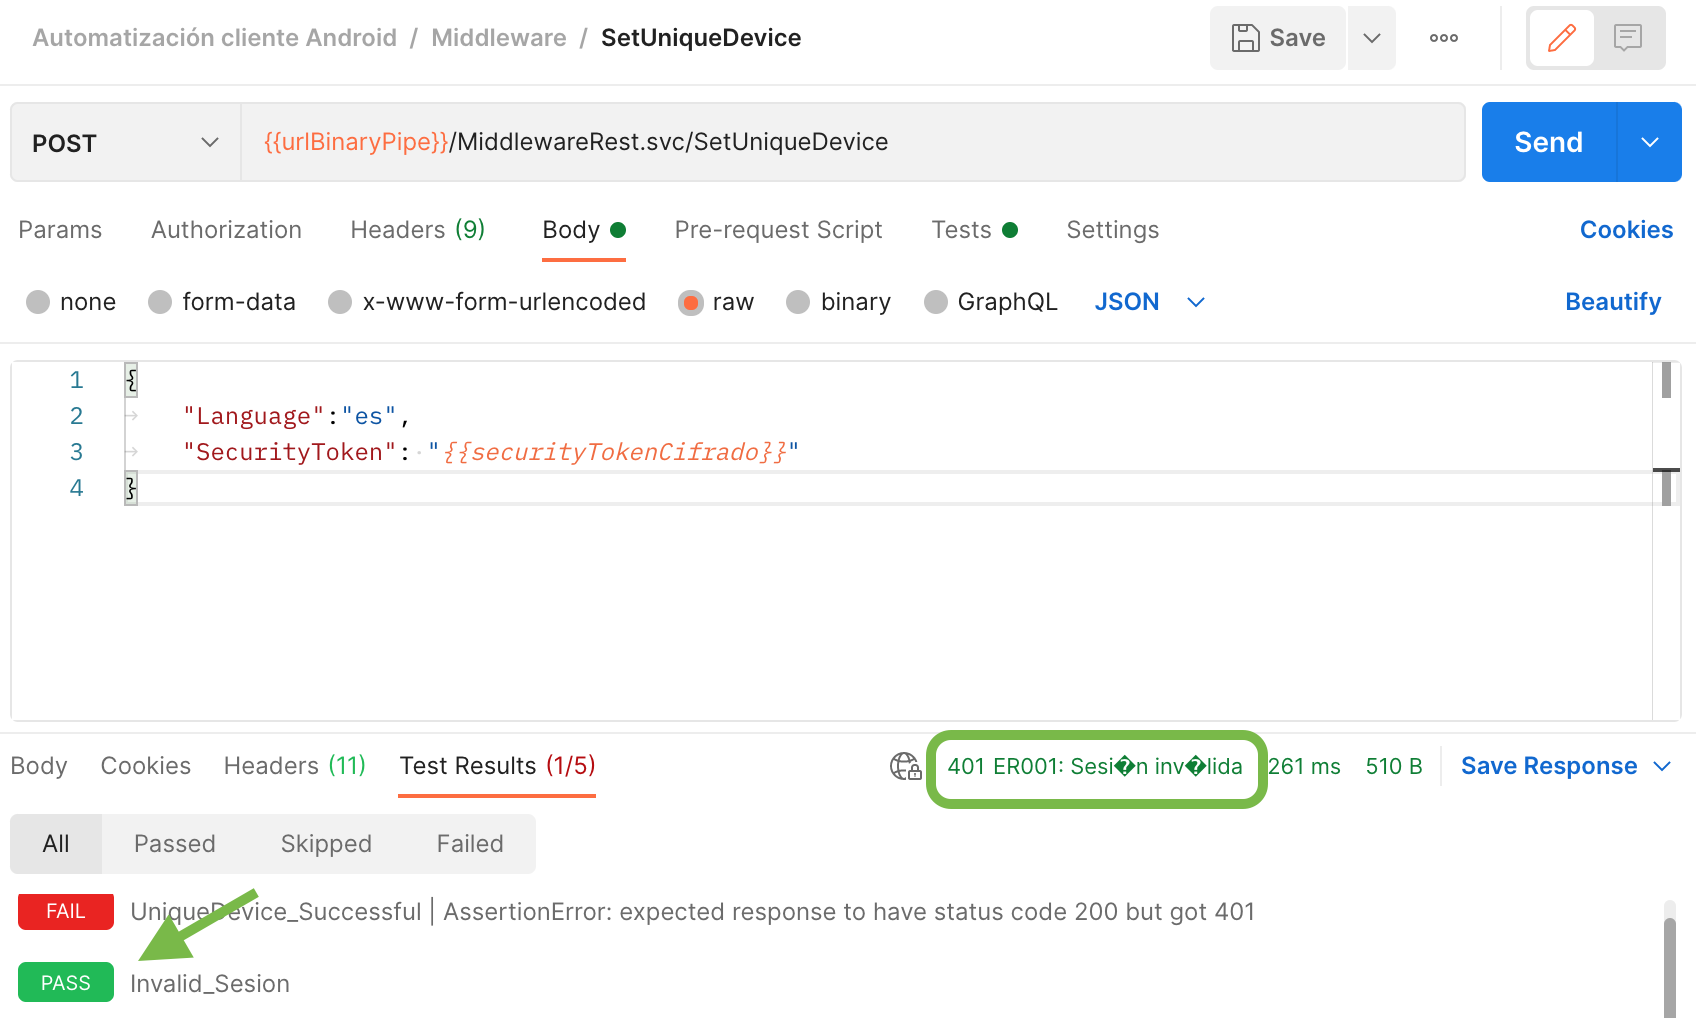 Automatización cliente Android / Middleware / SetUniqueDevice
Save
POST
{{urlBinaryPipe}}/MiddlewareRest.svc/SetUniqueDevice
Send
Params Authorization Headers (9) Body Pre-request Script Tests Settings Cookies
none form-data x-www-form-urlencoded raw binary GraphQL JSON Beautify
1 {
2 "Language":"es",
3 "SecurityToken": "{{securityTokenCifrado}}"
4 }
Body Cookies Headers (11) Test Results (1/5) 401 ER001: Sesi�n inv�lida 261 ms 510 B Save Response
All Passed Skipped Failed
FAIL UniqueDevice_Successful | AssertionError: expected response to have status code 200 but got 401
PASS Invalid_Sesion